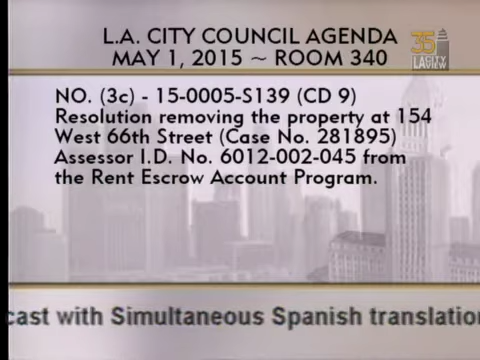 L.A. CITY COUNCIL AGENDA
MAY 1, 2015 ~ ROOM 340
35
LA CITY
VIEW
NO. (3c) - 15-0005-S139 (CD 9)
Resolution removing the property at 154
West 66th Street (Case No. 281895)
Assessor I.D. No. 6012-002-045 from
the Rent Escrow Account Program.
cast with Simultaneous Spanish translation